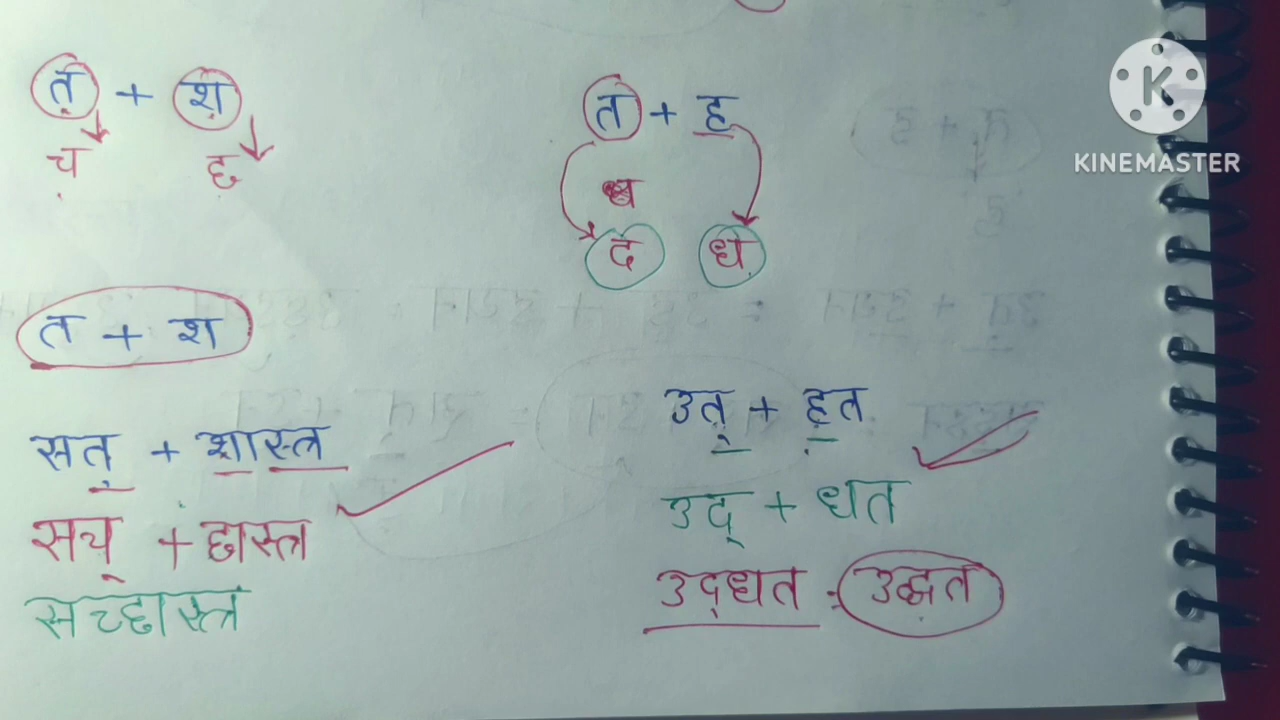 त् + श
च छ
त + ह
द ध
त + श
सत् + शास्त्र
सच् + छास्त्र
सच्छास्त्र
उत् + हत
उद् + धत
उद्धत = उद्धत
KINEMASTER